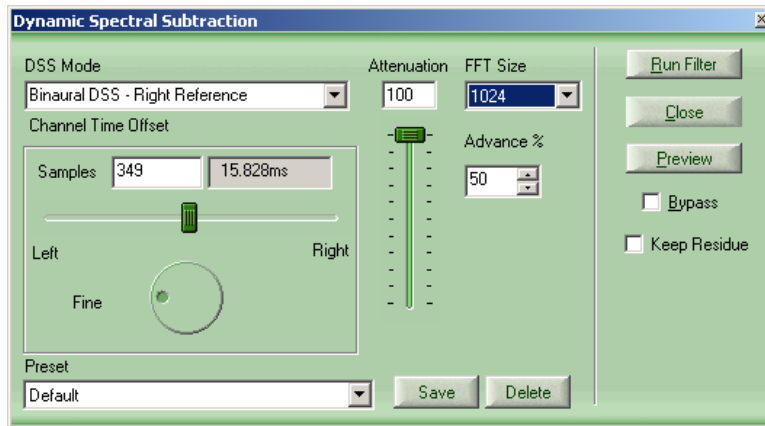 Dynamic Spectral Subtraction
DSS Mode
Binaural DSS - Right Reference
Channel Time Offset
Samples 349 15.828ms
Left Right
Fine
Preset
Default
Attenuation
100
FFT Size
1024
Advance %
50
Save Delete
Run Filter
Close
Preview
Bypass
Keep Residue